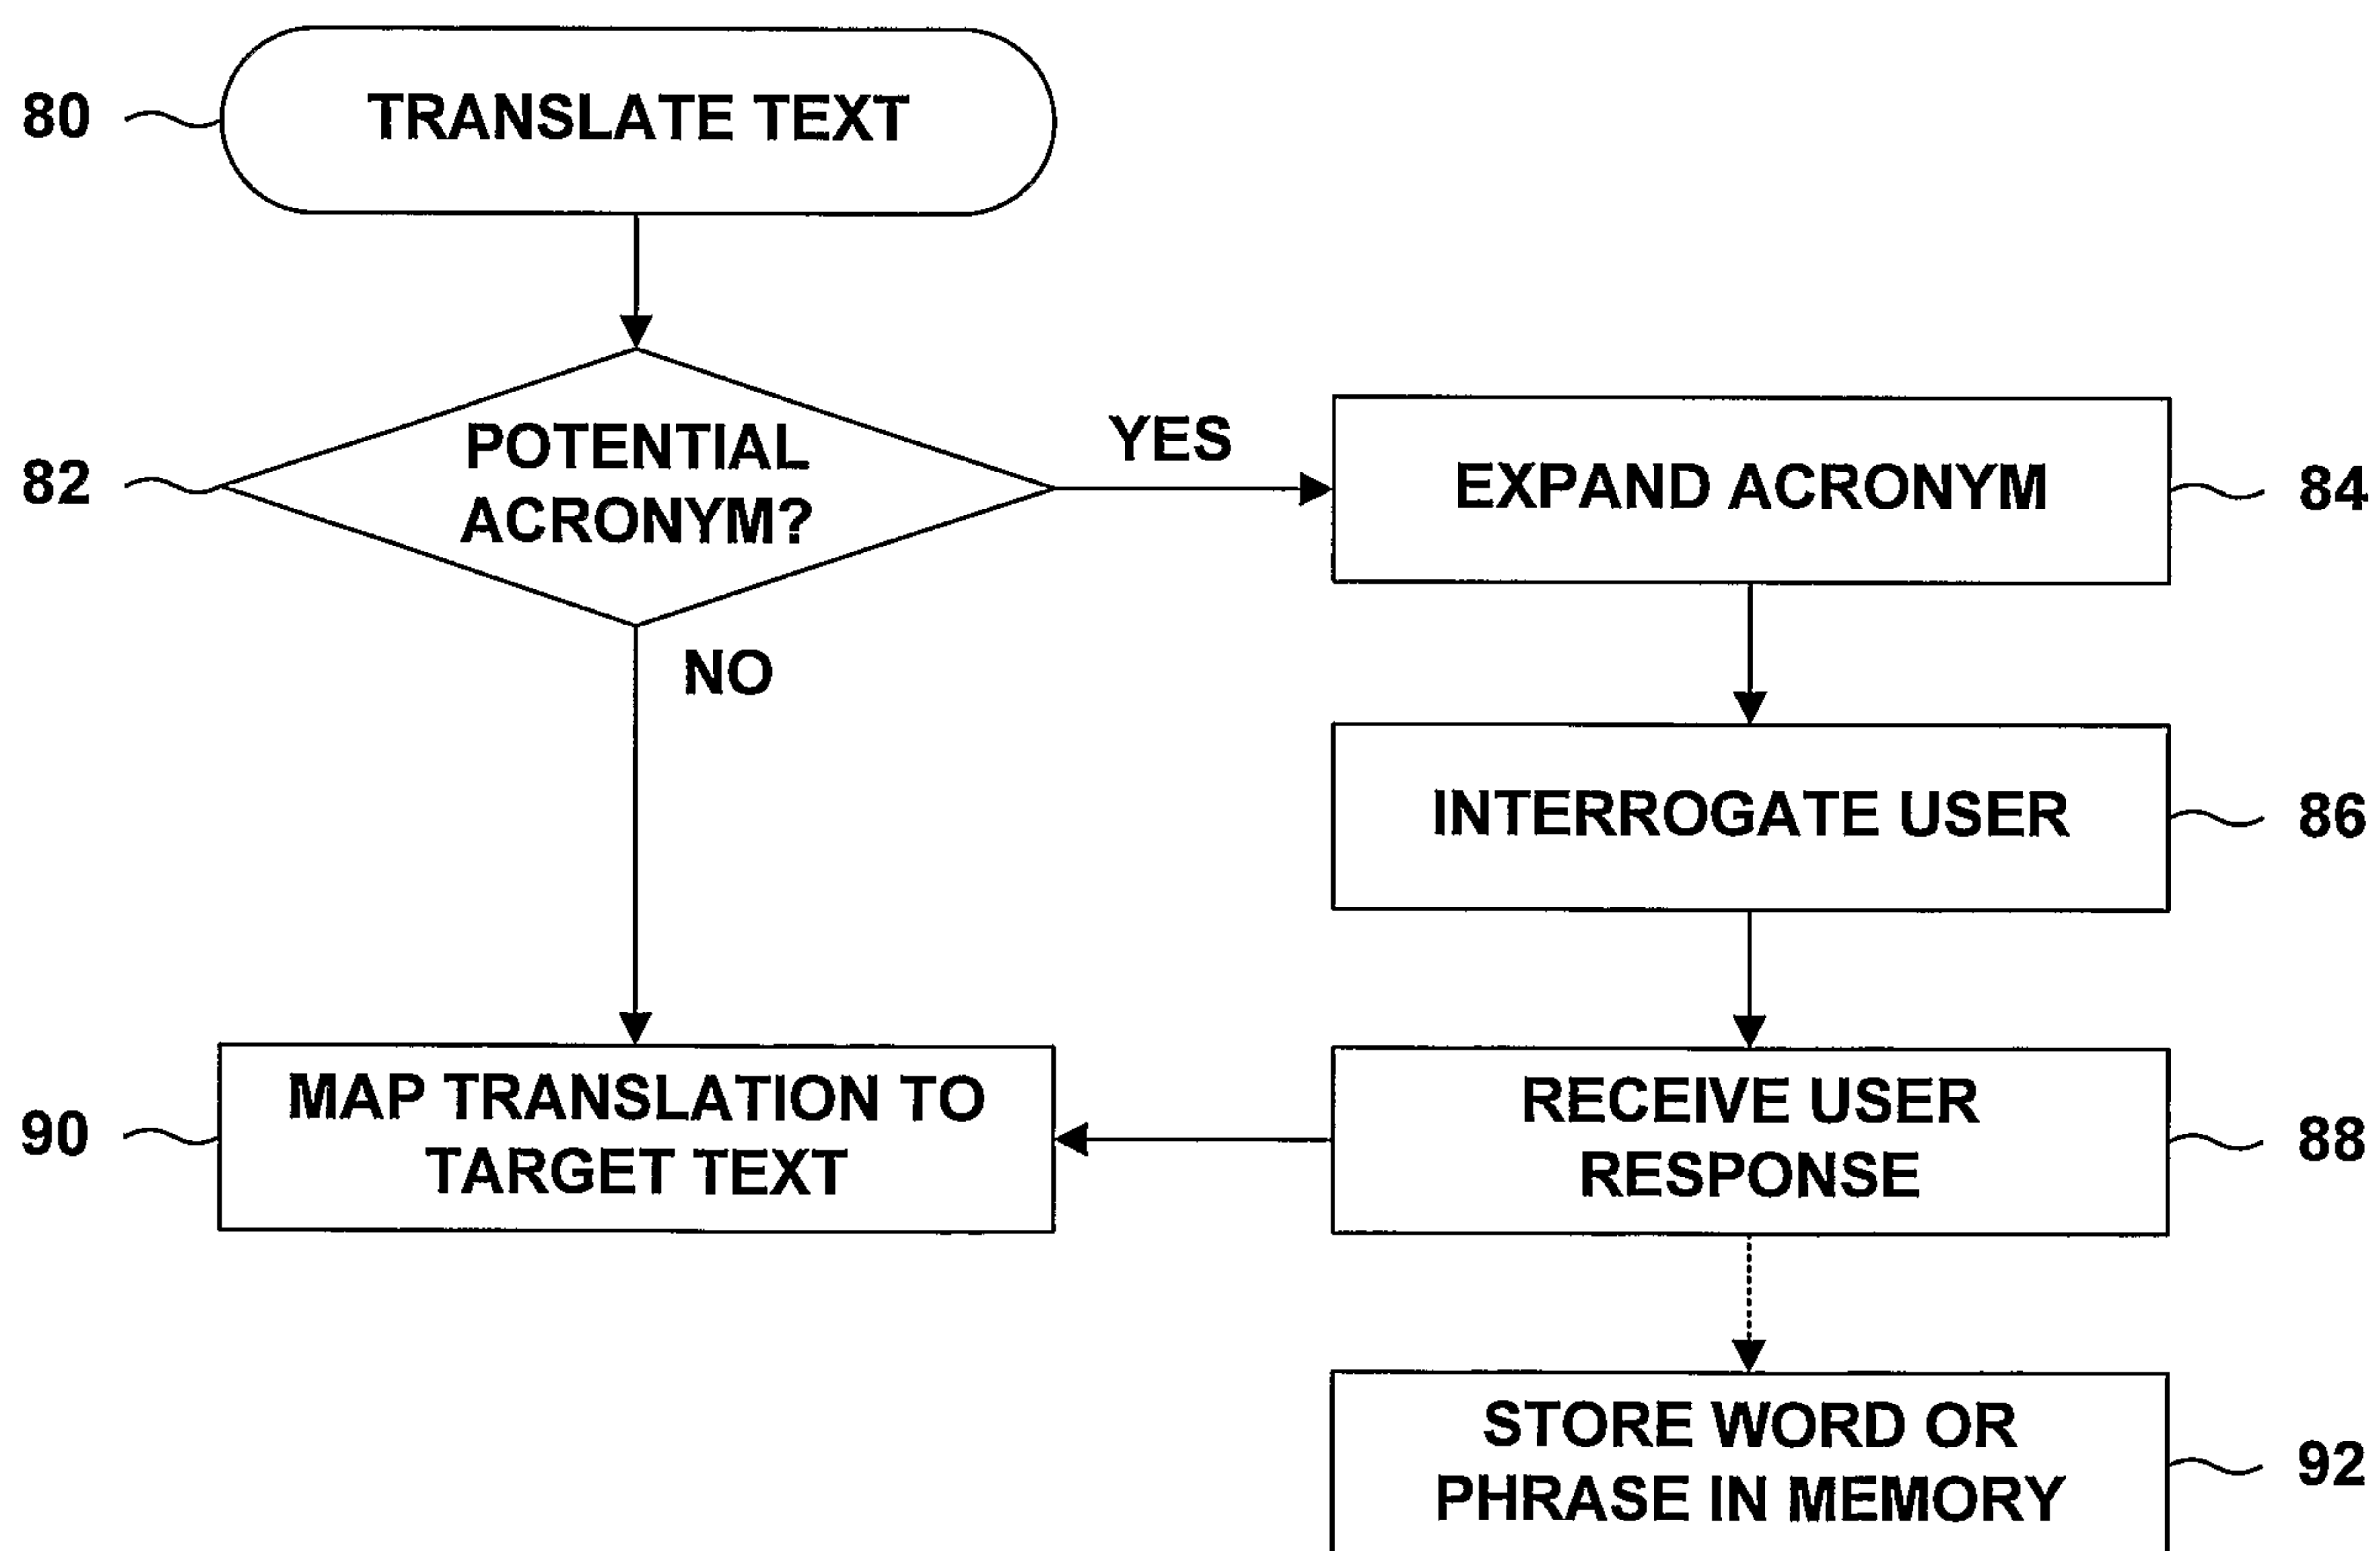 80
TRANSLATE TEXT
82
POTENTIAL
ACRONYM?
YES
EXPAND ACRONYM
84
NO
INTERROGATE USER
86
90
MAP TRANSLATION TO
TARGET TEXT
RECEIVE USER
RESPONSE
88
STORE WORD OR
PHRASE IN MEMORY
92